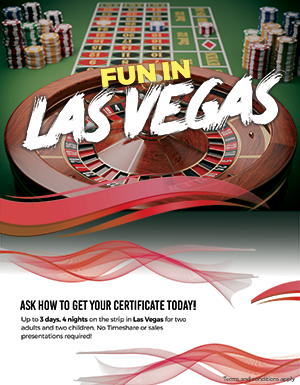 FUN IN
LAS VEGAS
ASK HOW TO GET YOUR CERTIFICATE TODAY!
Up to 3 days, 4 nights on the strip in Las Vegas for two
adults and two children. No Timeshare or sales
presentations required!
Terms and conditions apply